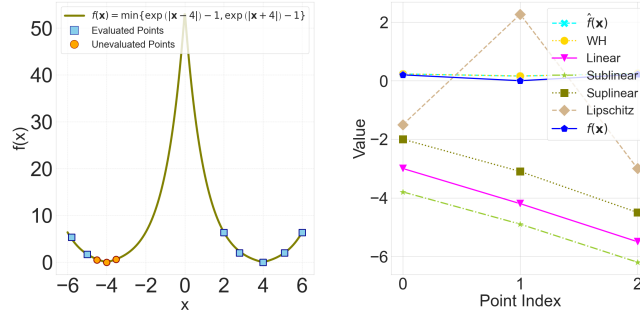 f(x) = min{exp(|x − 4|) − 1, exp(|x + 4|) − 1}
Evaluated Points
Unevaluated Points
50
40
30
20
10
0
f(x)
−6 −4 −2 0 2 4 6
x
f̂(x)
WH
Linear
Sublinear
Suplinear
Lipschitz
f(x)
2
0
−2
−4
−6
Value
0 1 2
Point Index